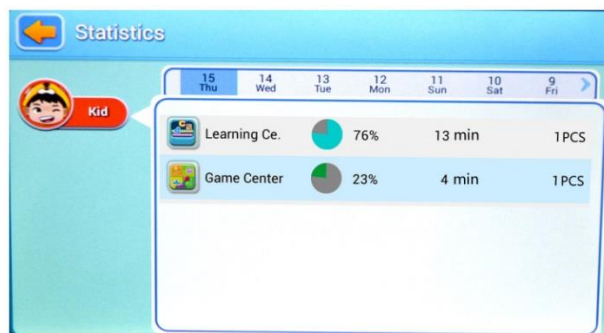 Statistics
15 14 13 12 11 10 9
Thu Wed Tue Mon Sun Sat Fri
Kid
Learning Ce. 76% 13 min 1PCS
Game Center 23% 4 min 1PCS